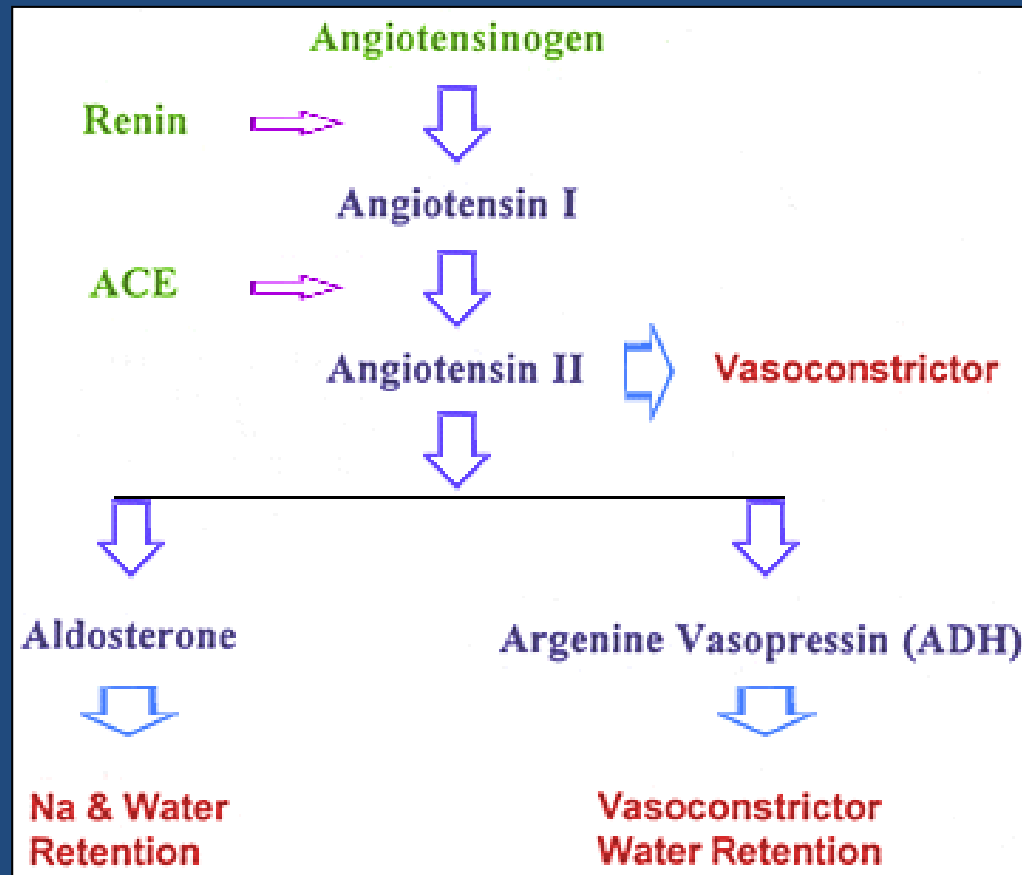 Angiotensinogen
Renin
Angiotensin I
ACE
Angiotensin II
Vasoconstrictor
Aldosterone
Argenine Vasopressin (ADH)
Na & Water
Retention
Vasoconstrictor
Water Retention